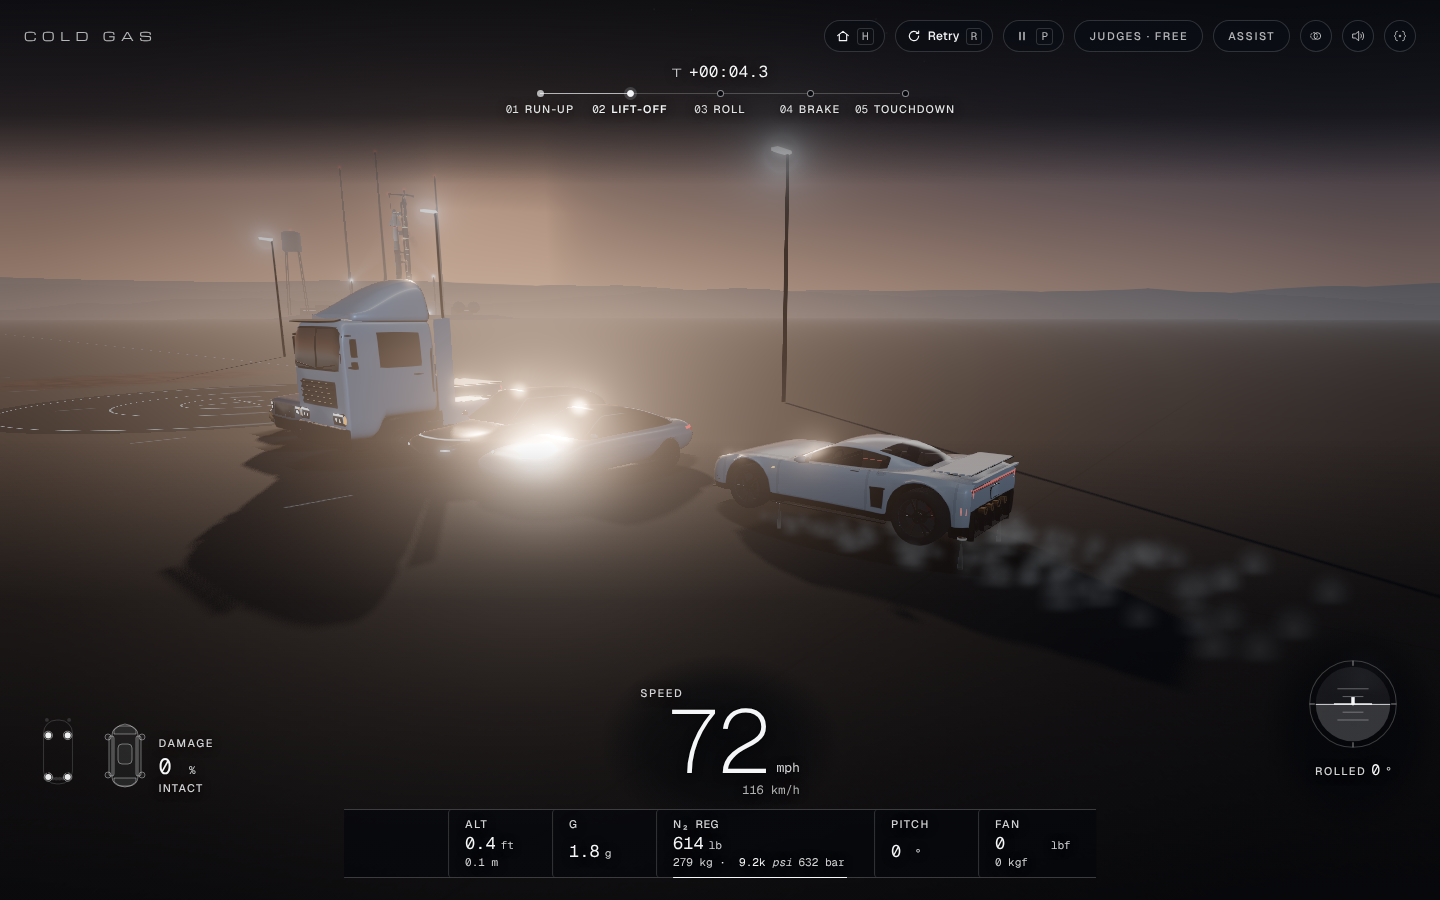 COLD GAS
H
Retry R
P
JUDGES · FREE
ASSIST
T +00:04.3
01 RUN-UP
02 LIFT-OFF
03 ROLL
04 BRAKE
05 TOUCHDOWN
DAMAGE
0 %
INTACT
SPEED
72 mph
116 km/h
ROLLED 0 °
ALT
0.4 ft
0.1 m
G
1.8 g
N₂ REG
614 lb
279 kg · 9.2k psi 632 bar
PITCH
0 °
FAN
0 lbf
0 kgf